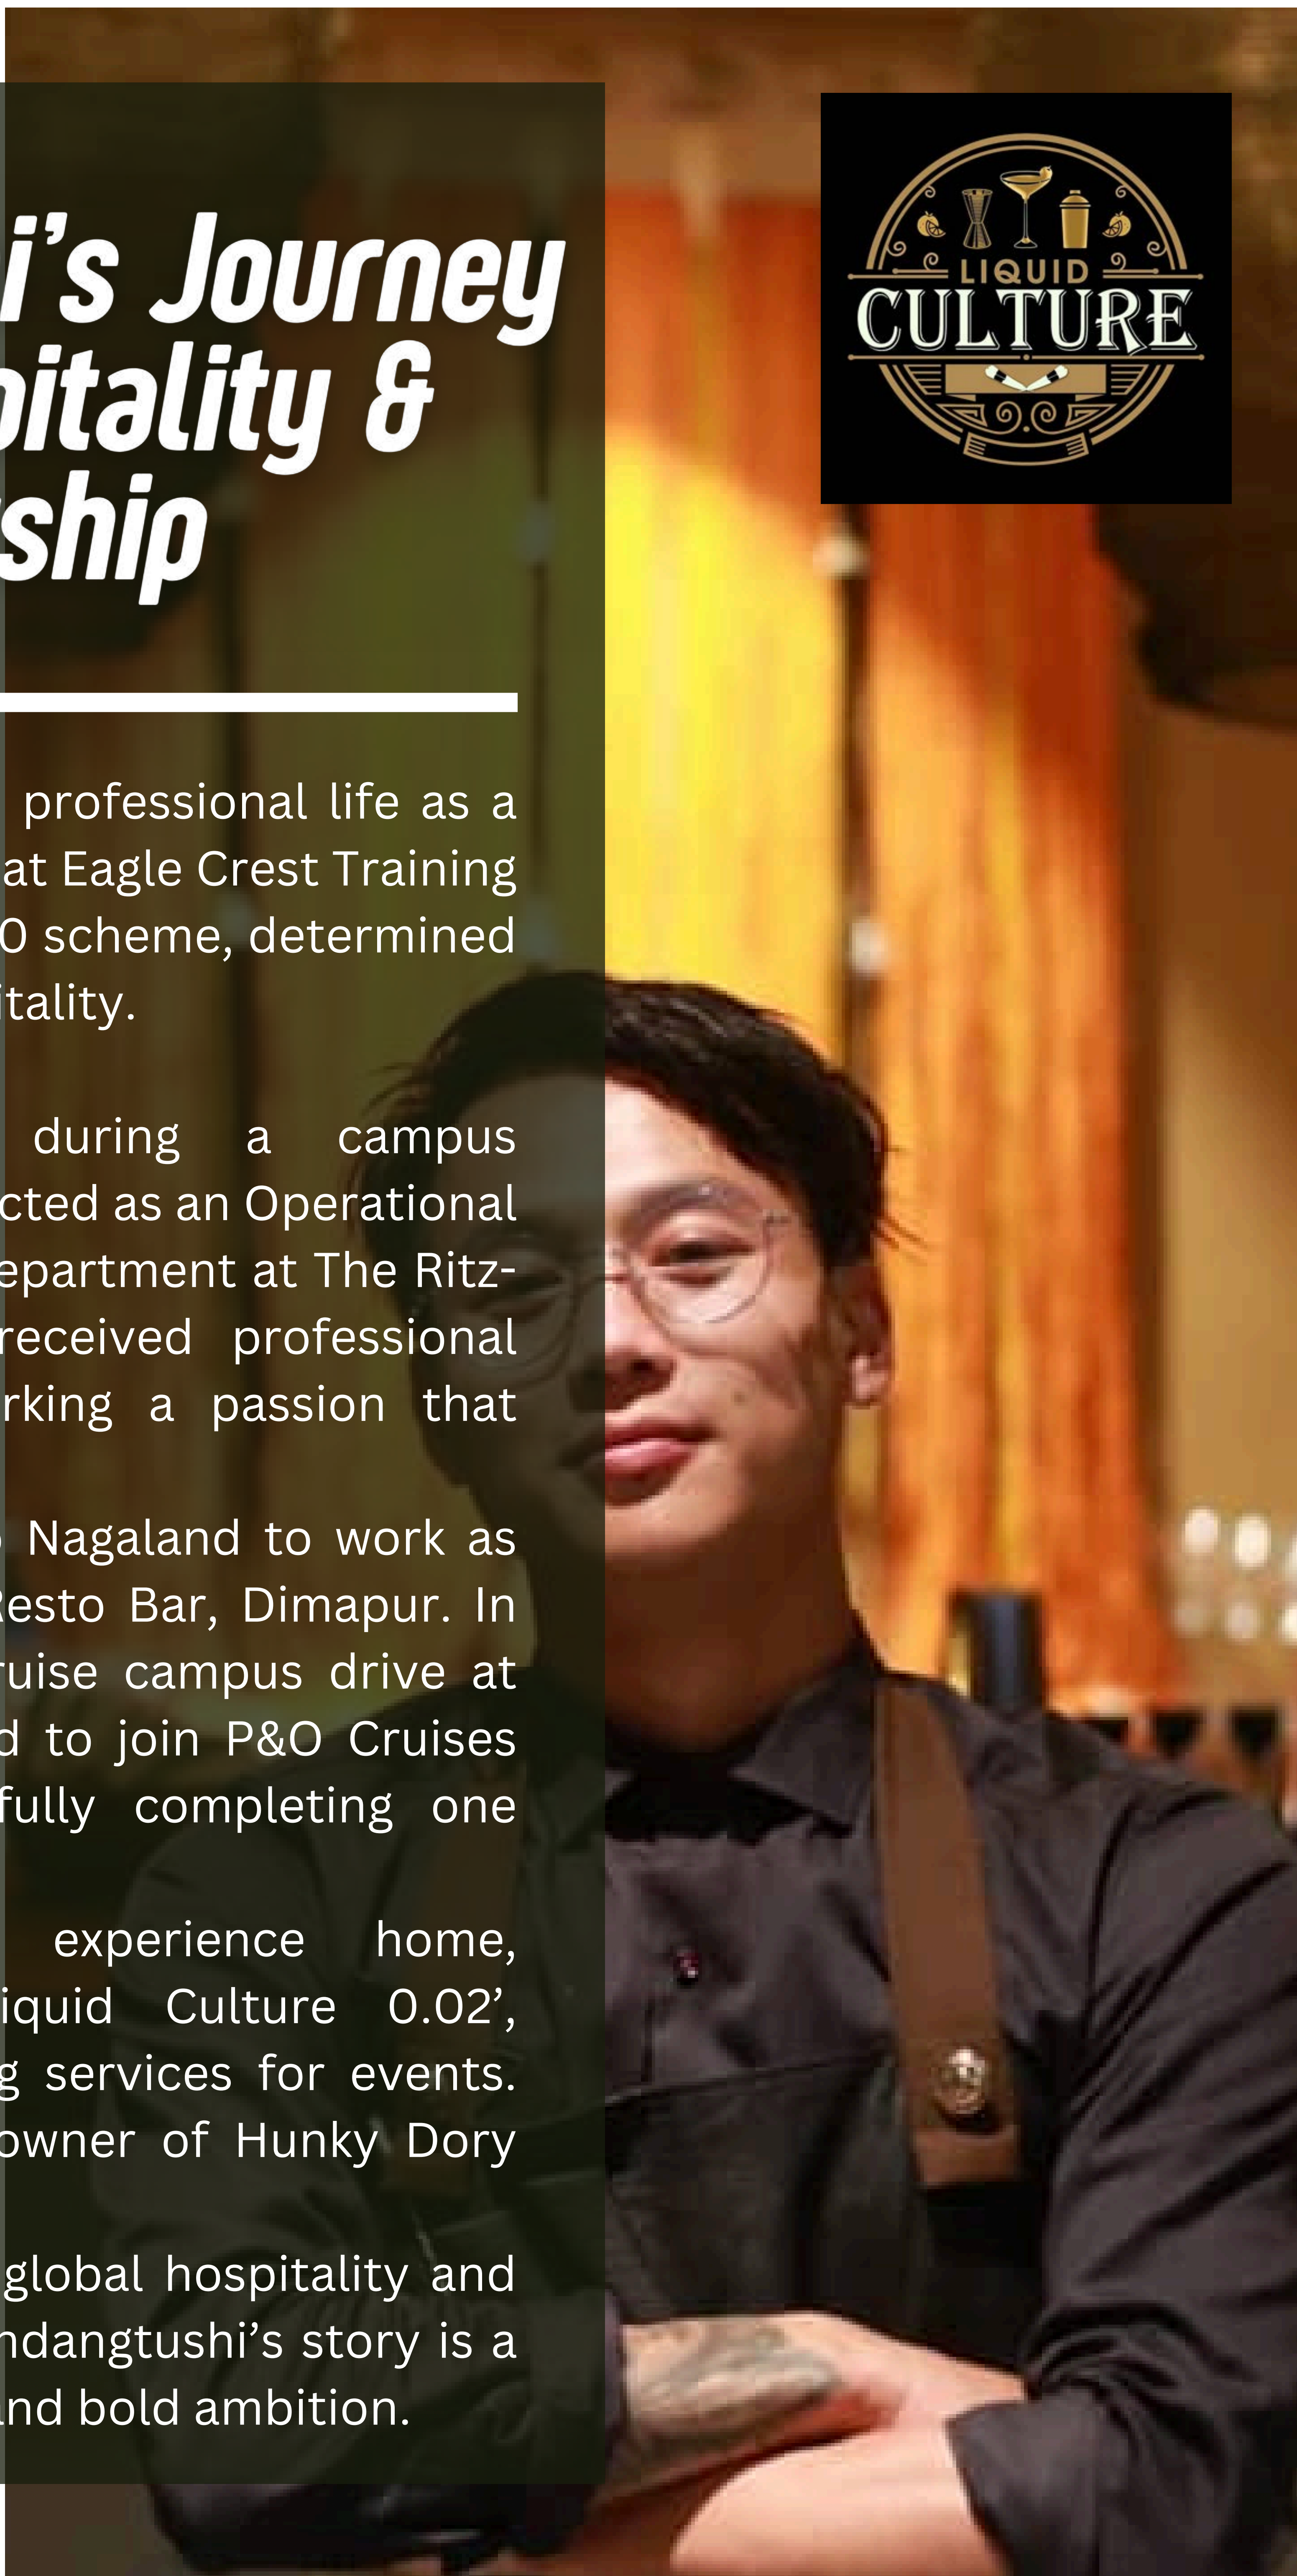 i's Journey
pitality &
ship
professional life as a
at Eagle Crest Training
0 scheme, determined
itality.
during a campus
cted as an Operational
epartment at The Ritz-
received professional
rking a passion that
Nagaland to work as
Resto Bar, Dimapur. In
ruise campus drive at
d to join P&O Cruises
fully completing one
experience home,
iquid Culture 0.02’,
g services for events.
owner of Hunky Dory
global hospitality and
ndangtushi’s story is a
and bold ambition.
LIQUID
CULTURE